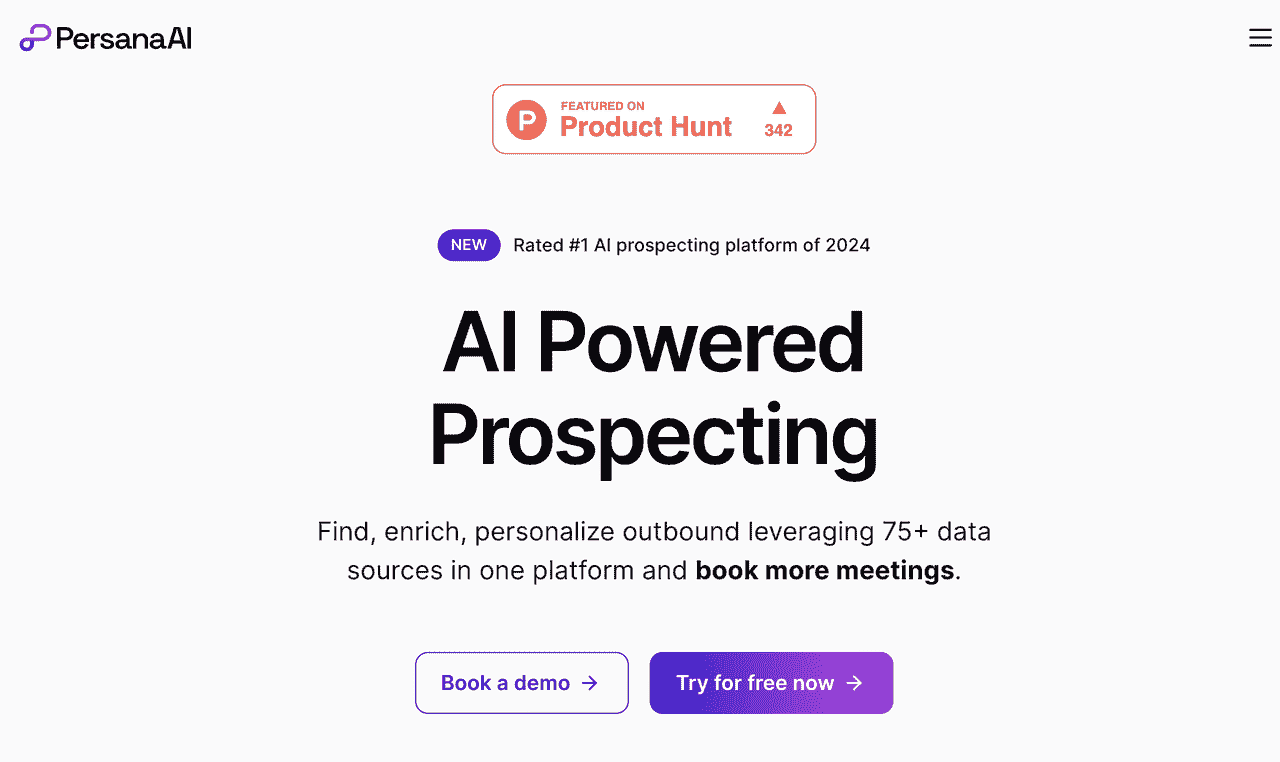 PersanaAI
FEATURED ON
Product Hunt
342
NEW Rated #1 AI prospecting platform of 2024
AI Powered
Prospecting
Find, enrich, personalize outbound leveraging 75+ data
sources in one platform and book more meetings.
Book a demo →
Try for free now →